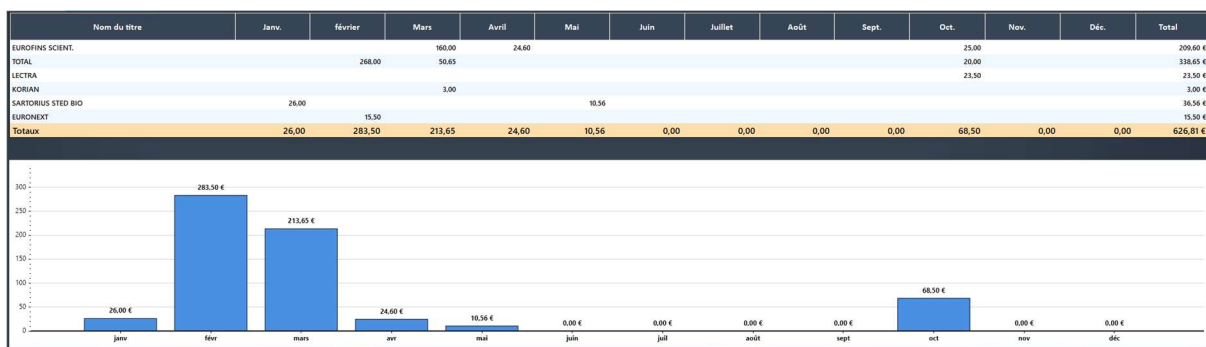 Nom du titre Janv. février Mars Avril Mai Juin Juillet Août Sept. Oct. Nov. Déc. Total
EUROFINS SCIENT. 160,00 24,60 25,00 209,60 €
TOTAL 268,00 50,65 20,00 338,65 €
LECTRA 23,50 23,50 €
KORIAN 3,00 3,00 €
SARTORIUS STED BIO 26,00 10,56 36,56 €
EURONEXT 15,50 15,50 €
Totaux 26,00 283,50 213,65 24,60 10,56 0,00 0,00 0,00 0,00 68,50 0,00 0,00 626,81 €
300
283,50 €
250
213,65 €
200
150
100
68,50 €
50
26,00 € 24,60 € 10,56 € 0,00 € 0,00 € 0,00 € 0,00 € 0,00 € 0,00 €
0
janv févr mars avr mai juin juil août sept oct nov déc